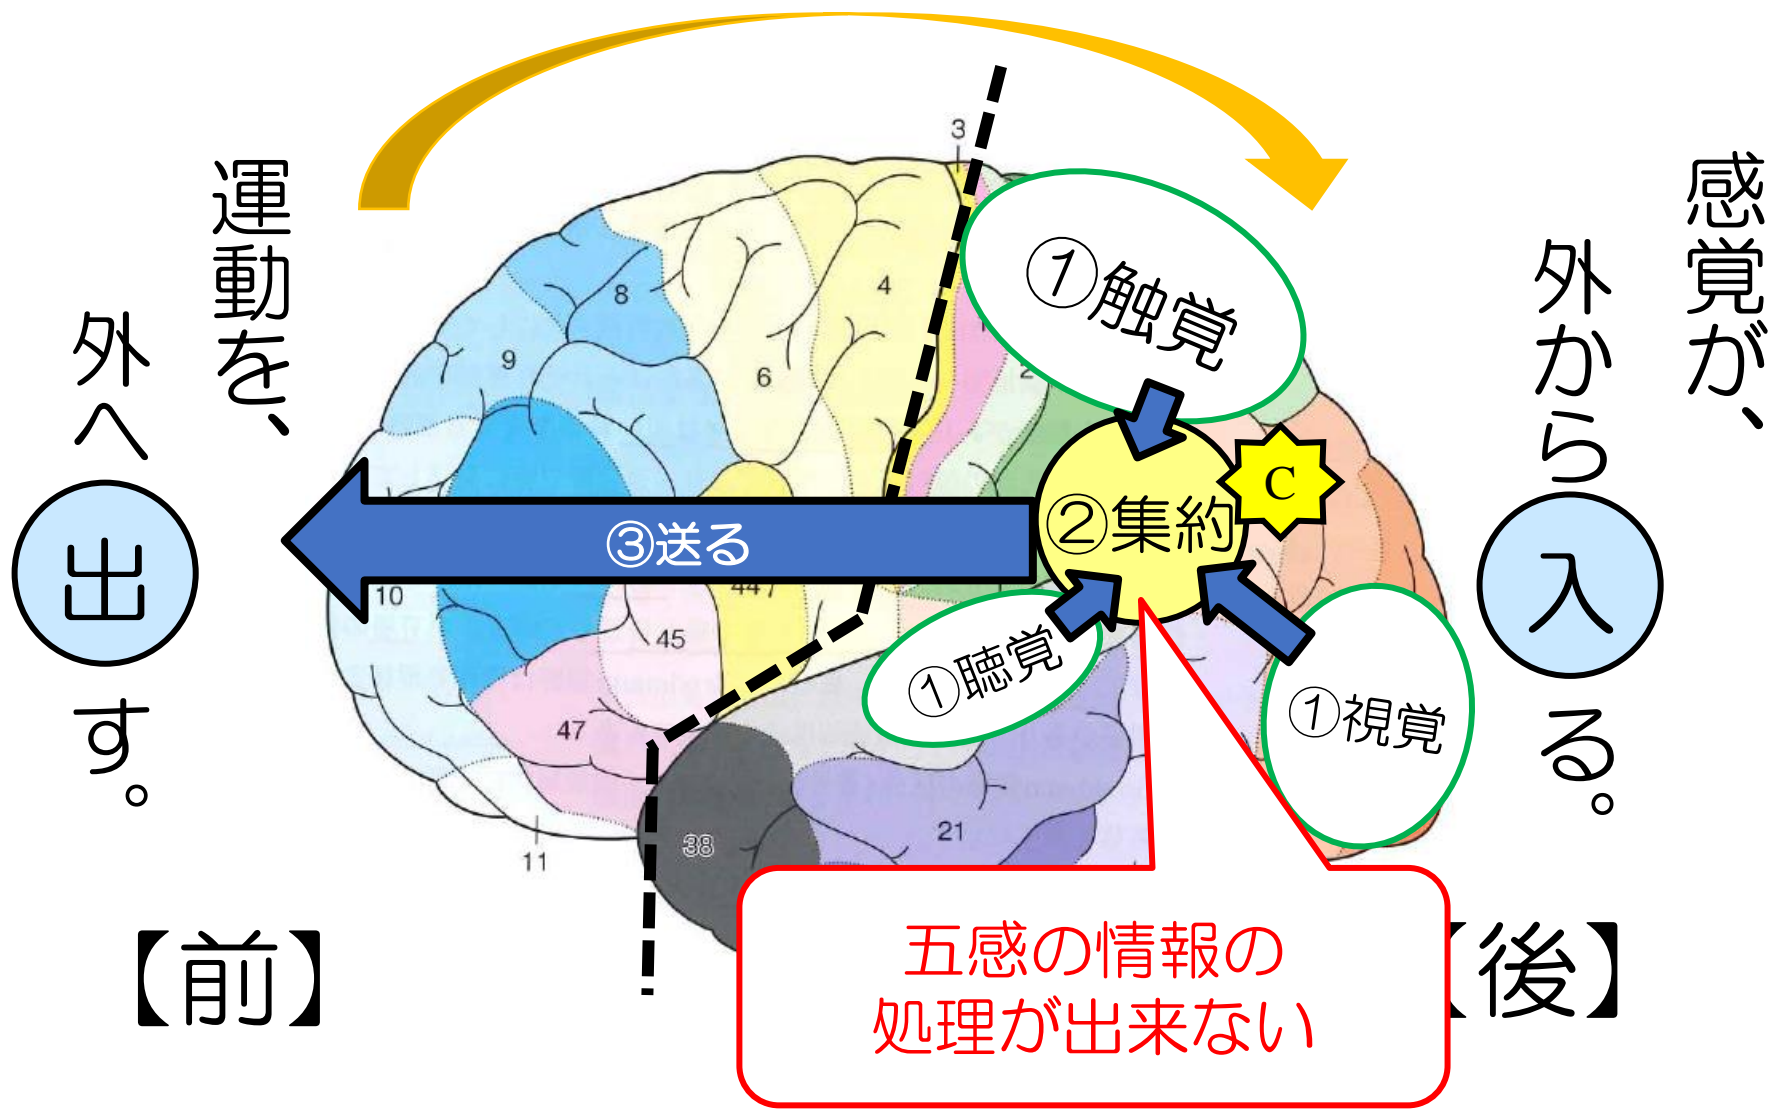 感覚が、
外から
入
る。
運動を、
外へ
出
す。
3
4
8
9
6
2
①触覚
C
②集約
③送る
10
44
45
①聴覚
①視覚
47
21
38
11
【前】
後】
五感の情報の
処理が出来ない